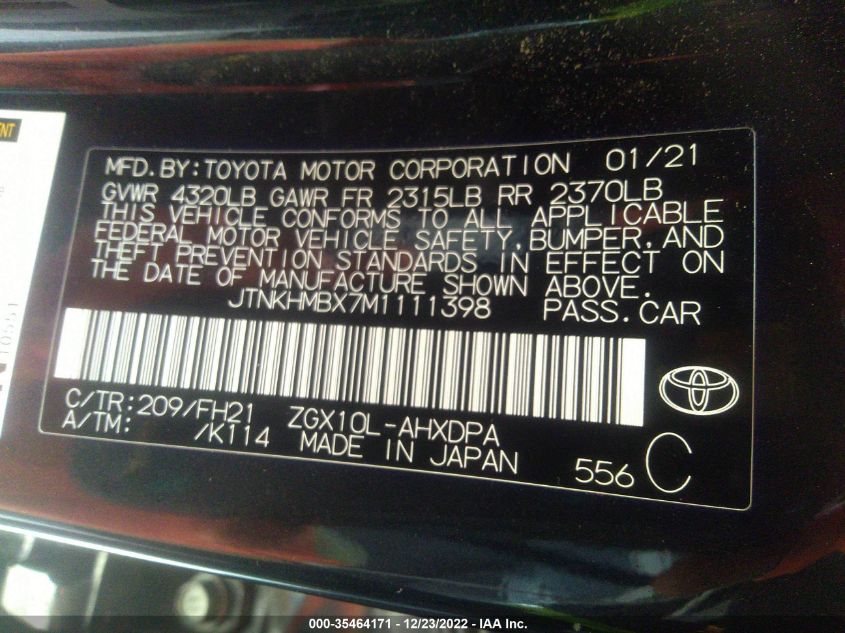 ENT
MFD.BY:TOYOTA MOTOR CORPORATION 01/21
GVWR 4320LB GAWR FR 2315LB RR 2370LB
THIS VEHICLE CONFORMS TO ALL APPLICABLE
FEDERAL MOTOR VEHICLE SAFETY,BUMPER,AND
THEFT PREVENTION STANDARDS IN EFFECT ON
THE DATE OF MANUFACTURE SHOWN ABOVE.
JTNKHMBX7M1111398 PASS.CAR
C/TR:209/FH21 ZGX10L-AHXDPA
A/TM: /K114 MADE IN JAPAN 556 C
10551
000-35464171 - 12/23/2022 - IAA Inc.